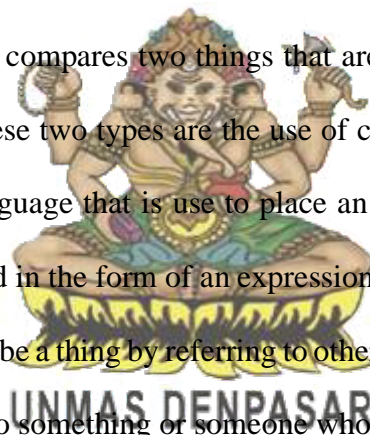 compares two things that are
ese two types are the use of c
guage that is use to place an
d in the form of an expression
be a thing by referring to other
UNMAS DENPASAR
o something or someone who